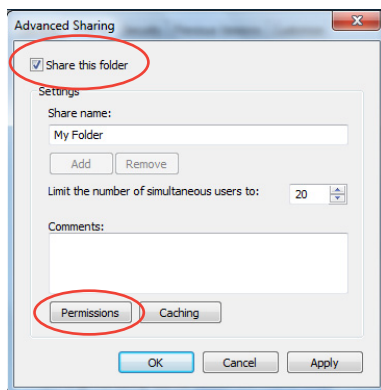 Advanced Sharing
Share this folder
Settings
Share name:
My Folder
Add Remove
Limit the number of simultaneous users to: 20
Comments:
Permissions Caching
OK Cancel Apply